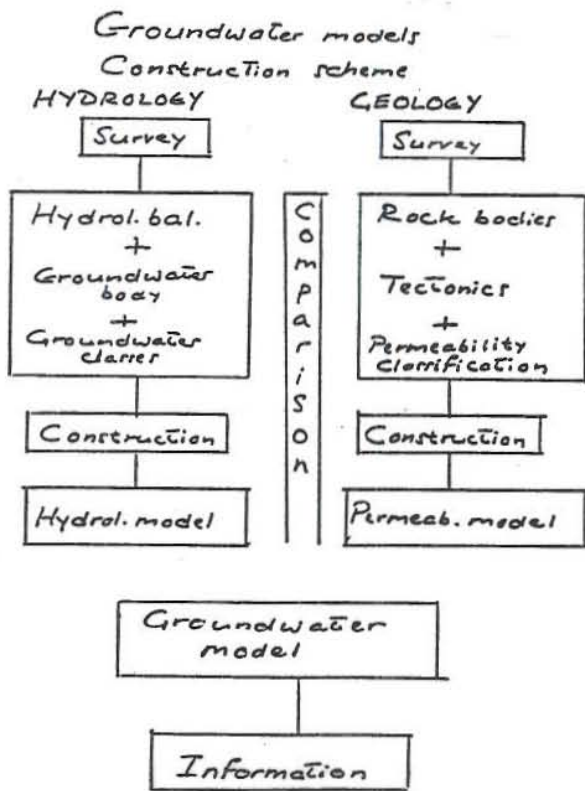 Groundwater models
Construction scheme
HYDROLOGY
Survey
Hydrol. bal.
+
Groundwater
body
+
Groundwater
classes
Construction
Hydrol. model
Comparison
GEOLOGY
Survey
Rock bodies
+
Tectonics
+
Permeability
classification
Construction
Permeab. model
Groundwater
model
Information